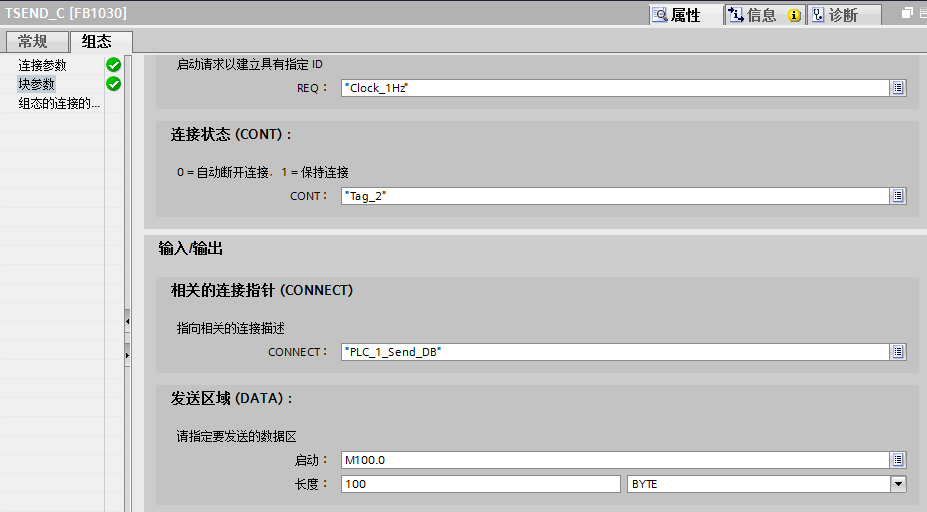 TSEND_C [FB1030]
属性
信息
诊断
常规
组态
连接参数
块参数
组态的连接的...
启动请求以建立具有指定 ID
REQ：
"Clock_1Hz"
连接状态 (CONT)：
0 = 自动断开连接，1 = 保持连接
CONT：
"Tag_2"
输入/输出
相关的连接指针 (CONNECT)
指向相关的连接描述
CONNECT：
"PLC_1_Send_DB"
发送区域 (DATA)：
请指定要发送的数据区
启动：
M100.0
长度：
100
BYTE